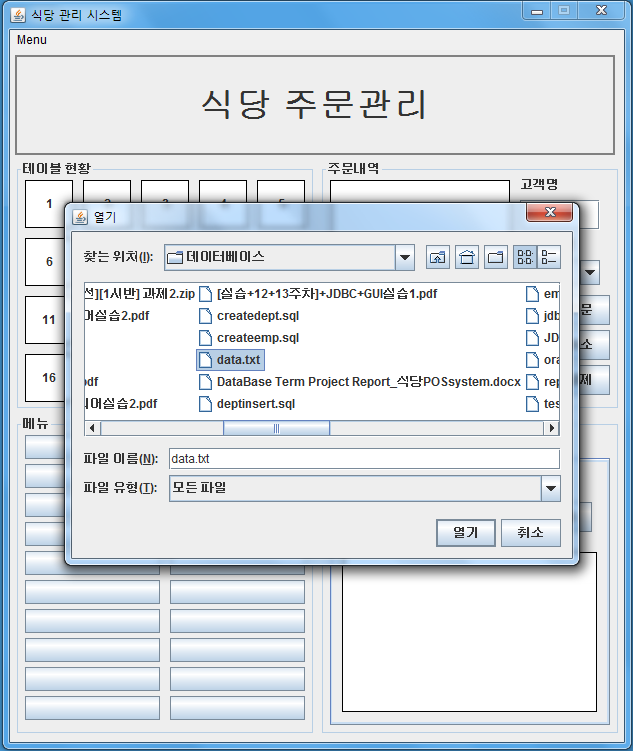 식당 관리 시스템
Menu
식당 주문관리
테이블 현황
주문내역
1
고객명
열기
찾는 위치(I):
데이터베이스
6
선][1시반] 과제2.zip
[실습+12+13주차]+JDBC+GUI실습1.pdf
em
어실습2.pdf
createdept.sql
jdb
문
11
createemp.sql
JD
소
data.txt
ora
16
pdf
DataBase Term Project Report_식당POSsystem.docx
rep
제
어실습2.pdf
deptinsert.sql
tes
메뉴
파일 이름(N):
data.txt
파일 유형(T):
모든 파일
열기
취소